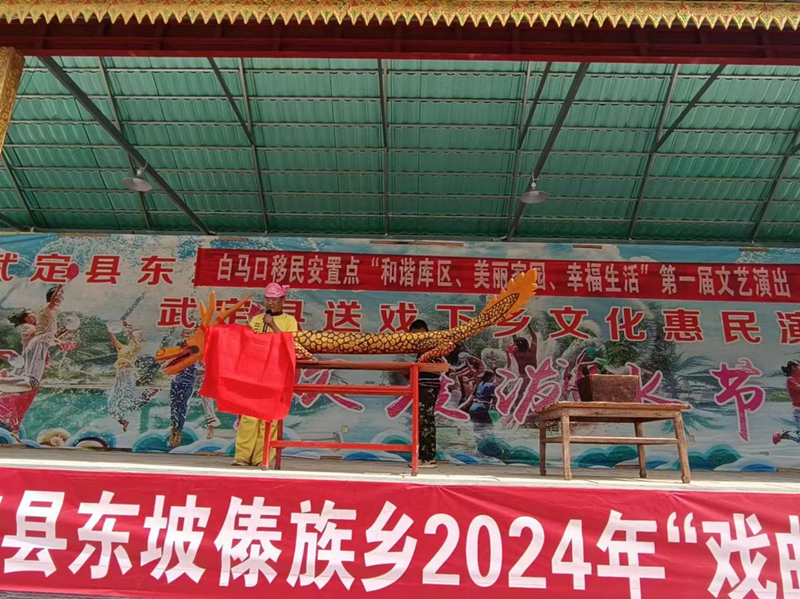 武定县东
白马口移民安置点“和谐库区、美丽家园、幸福生活”第一届文艺演出
武定县送戏下乡文化惠民演
水节
县东坡傣族乡2024年“戏曲